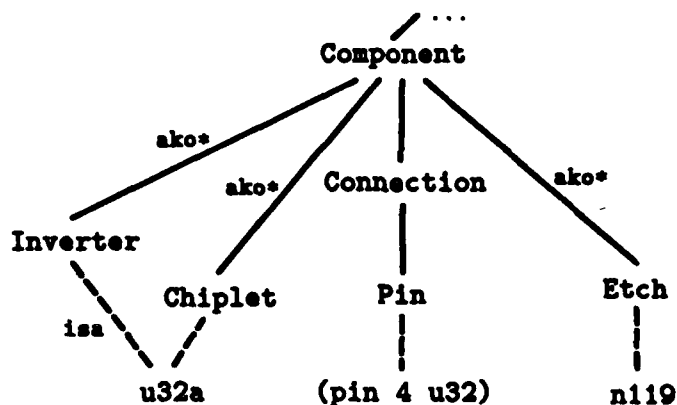 ...
Component
ako*
ako*
Connection
ako*
Inverter
Chiplet
Pin
Etch
isa
u32a
(pin 4 u32)
n119